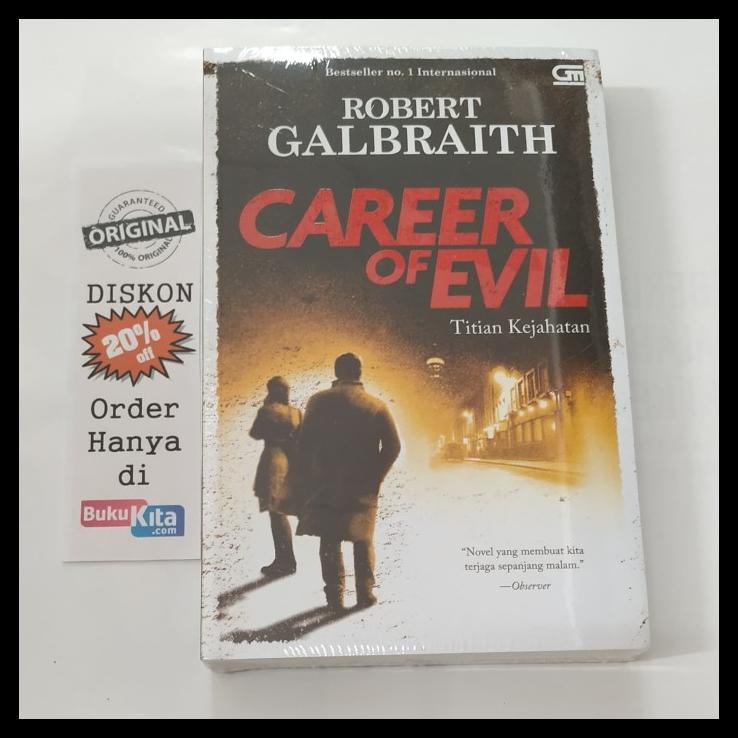 Bestseller no. 1 Internasional
GM
ROBERT
GALBRAITH
CAREER
OF EVIL
Titian Kejahatan
"Novel yang membuat kita
terjaga sepanjang malam."
—Observer
GUARANTEED
ORIGINAL
100% ORIGINAL
DISKON
20%
off
Order
Hanya
di
BukuKita
.com